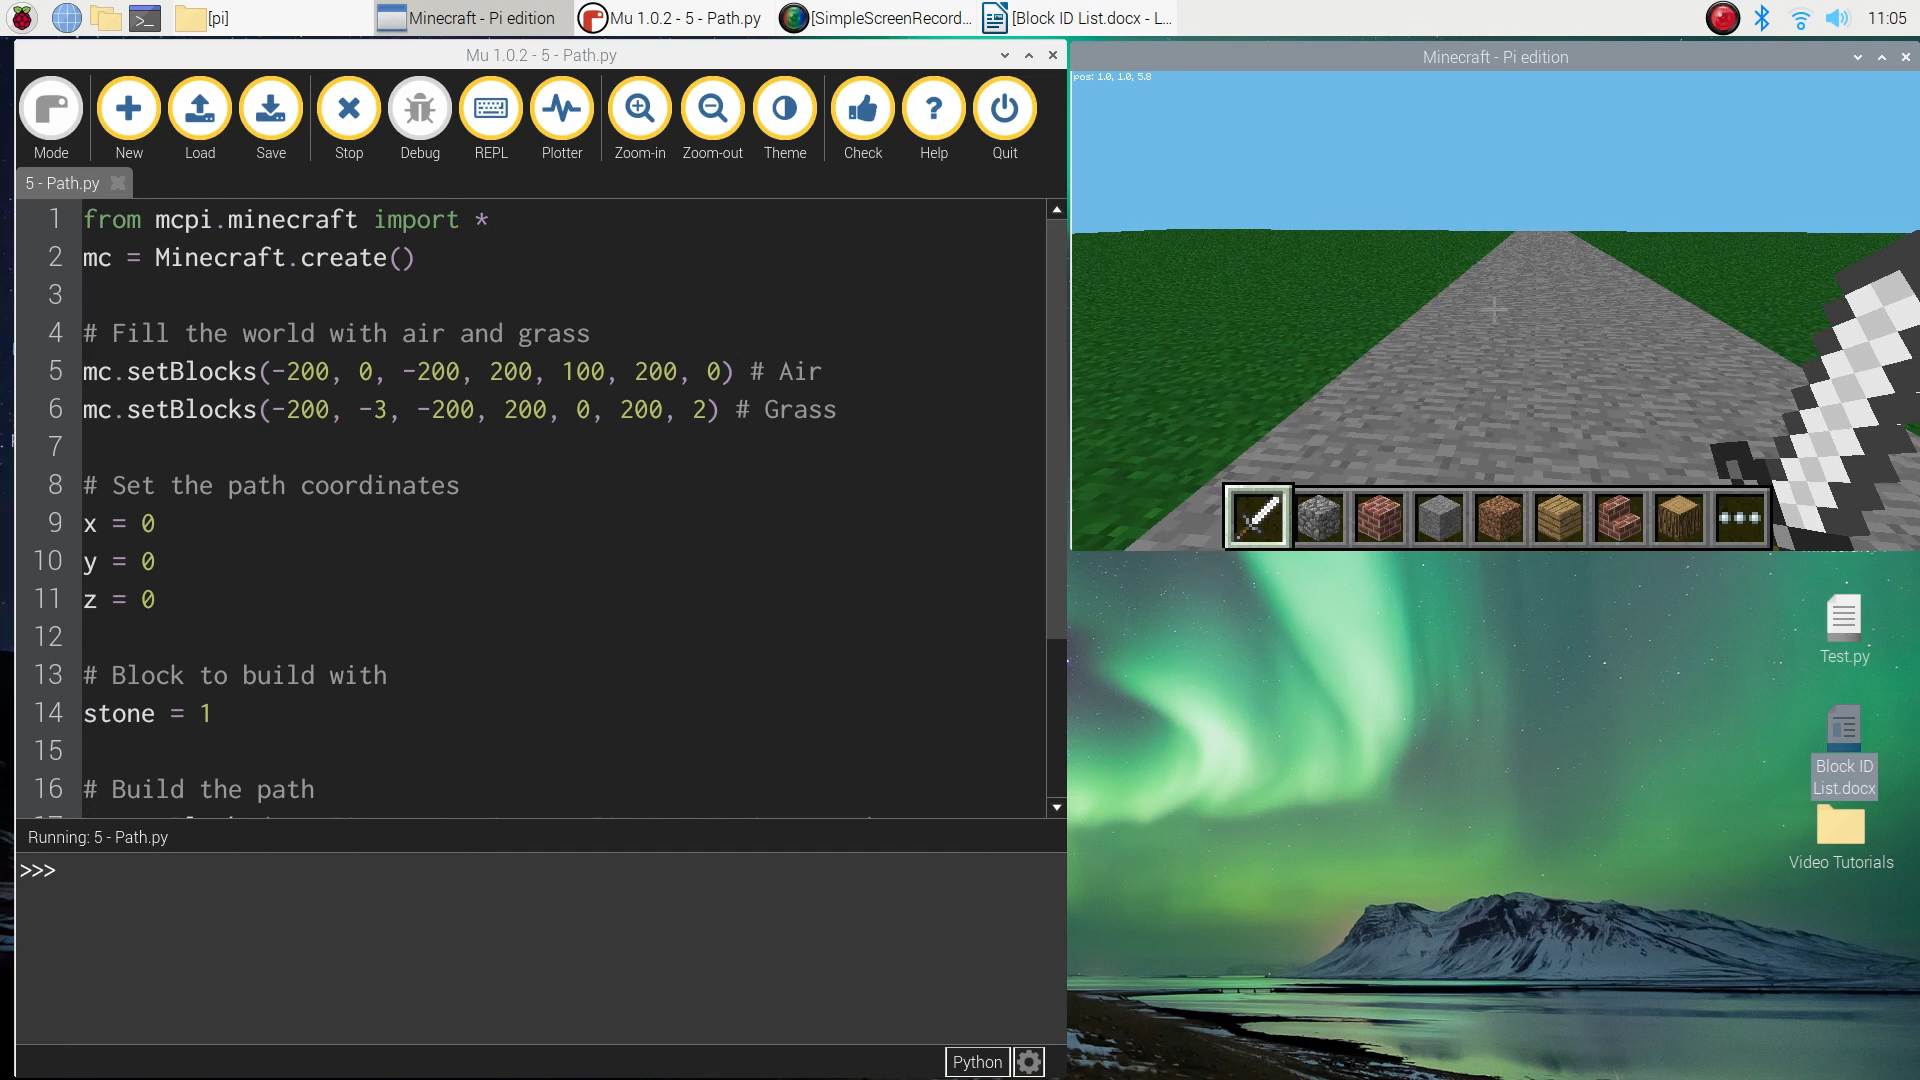 [pi]
Minecraft - Pi edition
Mu 1.0.2 - 5 - Path.py
[SimpleScreenRecord...
[Block ID List.docx - L...
11:05
Mu 1.0.2 - 5 - Path.py
Mode
New
Load
Save
Stop
Debug
REPL
Plotter
Zoom-in
Zoom-out
Theme
Check
Help
Quit
5 - Path.py
1 from mcpi.minecraft import *
2 mc = Minecraft.create()
3
4 # Fill the world with air and grass
5 mc.setBlocks(-200, 0, -200, 200, 100, 200, 0) # Air
6 mc.setBlocks(-200, -3, -200, 200, 0, 200, 2) # Grass
7
8 # Set the path coordinates
9 x = 0
10 y = 0
11 z = 0
12
13 # Block to build with
14 stone = 1
15
16 # Build the path
Running: 5 - Path.py
>>>
Python
Minecraft - Pi edition
pos: 1.0, 1.0, 5.8
Test.py
Block ID
List.docx
Video Tutorials